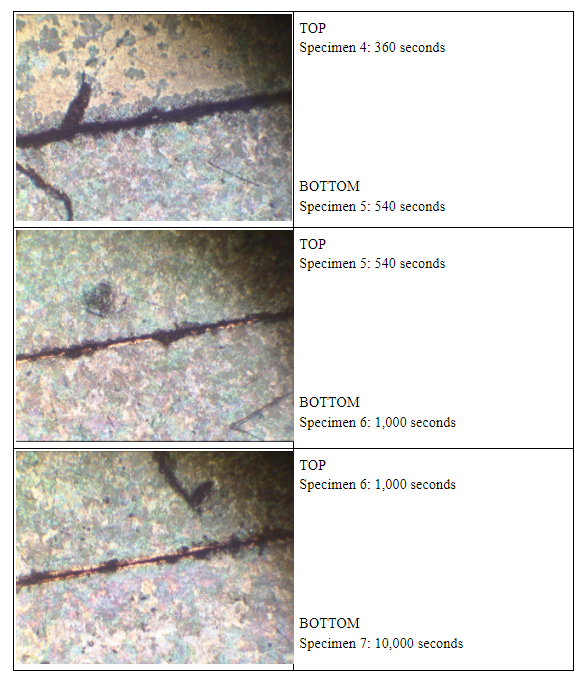 TOP
Specimen 4: 360 seconds
BOTTOM
Specimen 5: 540 seconds
TOP
Specimen 5: 540 seconds
BOTTOM
Specimen 6: 1,000 seconds
TOP
Specimen 6: 1,000 seconds
BOTTOM
Specimen 7: 10,000 seconds